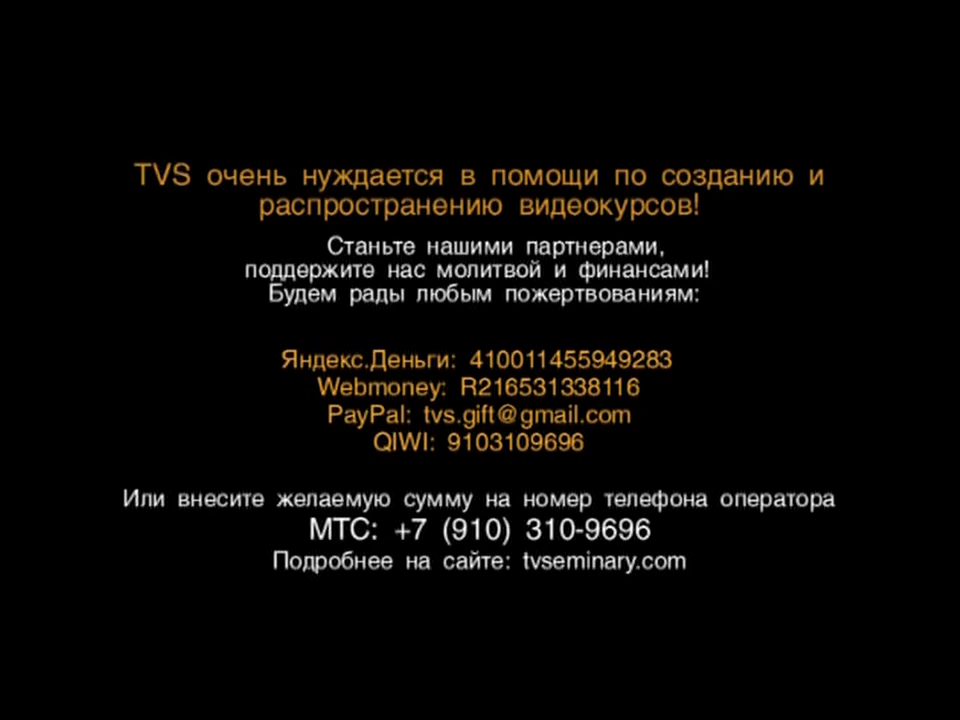 TVS очень нуждается в помощи по созданию и
распространению видеокурсов!
Станьте нашими партнерами,
поддержите нас молитвой и финансами!
Будем рады любым пожертвованиям:
Яндекс.Деньги: 410011455949283
Webmoney: R216531338116
PayPal: tvs.gift@gmail.com
QIWI: 9103109696
Или внесите желаемую сумму на номер телефона оператора
МТС: +7 (910) 310-9696
Подробнее на сайте: tvseminary.com